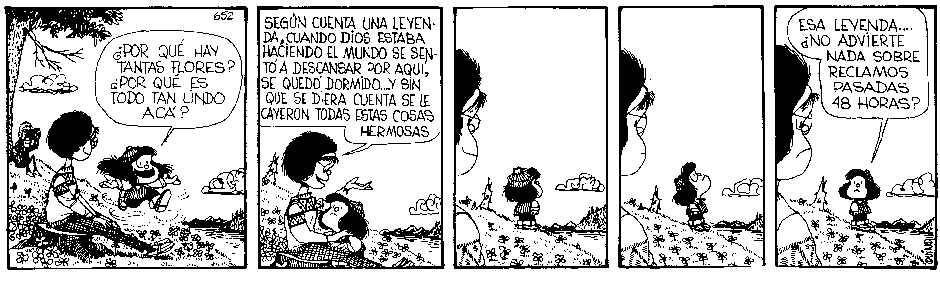 652
¿POR QUÉ HAY
TANTAS FLORES?
¿POR QUÉ ES
TODO TAN LINDO
ACÁ?
SEGÚN CUENTA UNA LEYEN-
DA, CUANDO DIOS ESTABA
HACIENDO EL MUNDO SE SEN-
TÓ A DESCANSAR POR AQUÍ,
SE QUEDÓ DORMIDO...Y SIN
QUE SE DIERA CUENTA SE LE
CAYERON TODAS ESTAS COSAS
HERMOSAS
ESA LEYENDA....
¿NO ADVIERTE
NADA SOBRE
RECLAMOS
PASADAS
48 HORAS?
QUINO